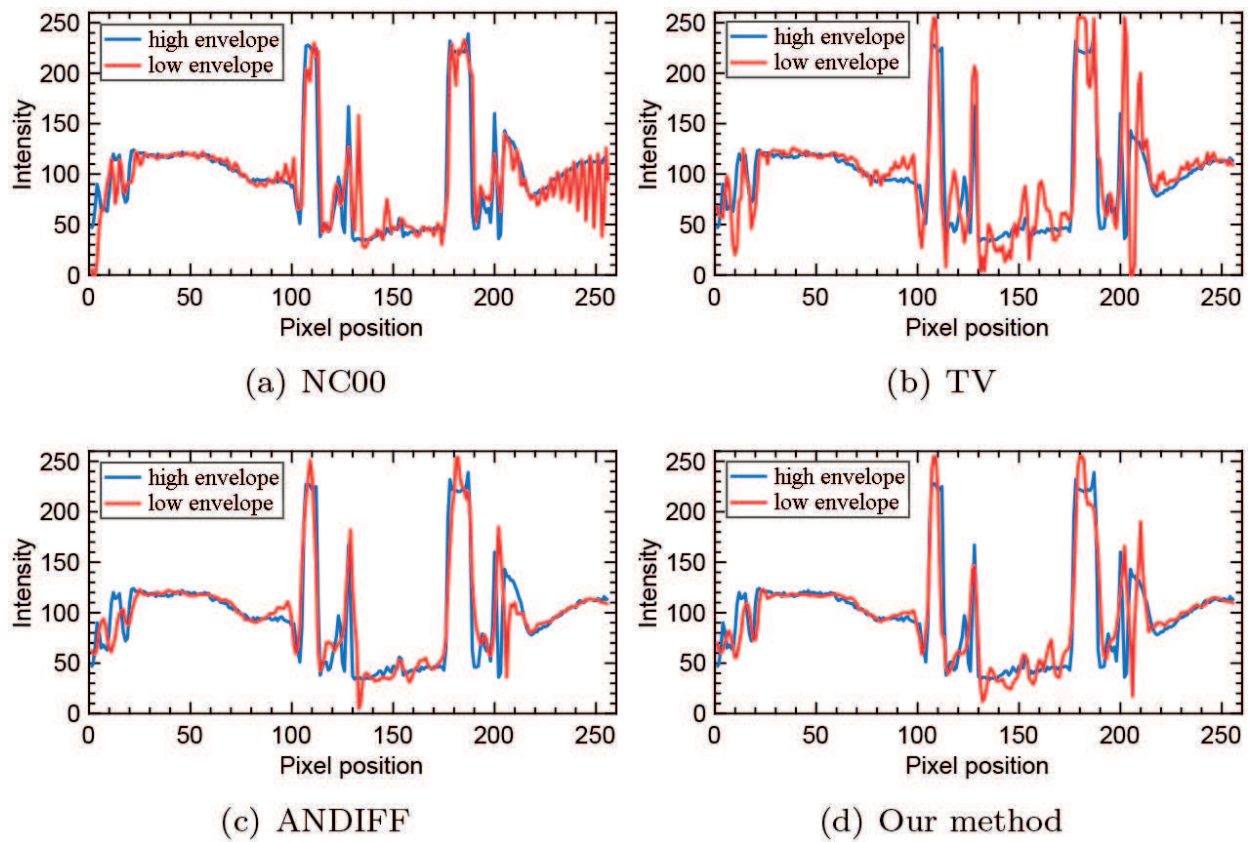 high envelope
low envelope
Intensity
0
50
100
150
200
250
0 50 100 150 200 250
Pixel position
(a) NC00
high envelope
low envelope
Intensity
0
50
100
150
200
250
0 50 100 150 200 250
Pixel position
(b) TV
high envelope
low envelope
Intensity
0
50
100
150
200
250
0 50 100 150 200 250
Pixel position
(c) ANDIFF
high envelope
low envelope
Intensity
0
50
100
150
200
250
0 50 100 150 200 250
Pixel position
(d) Our method